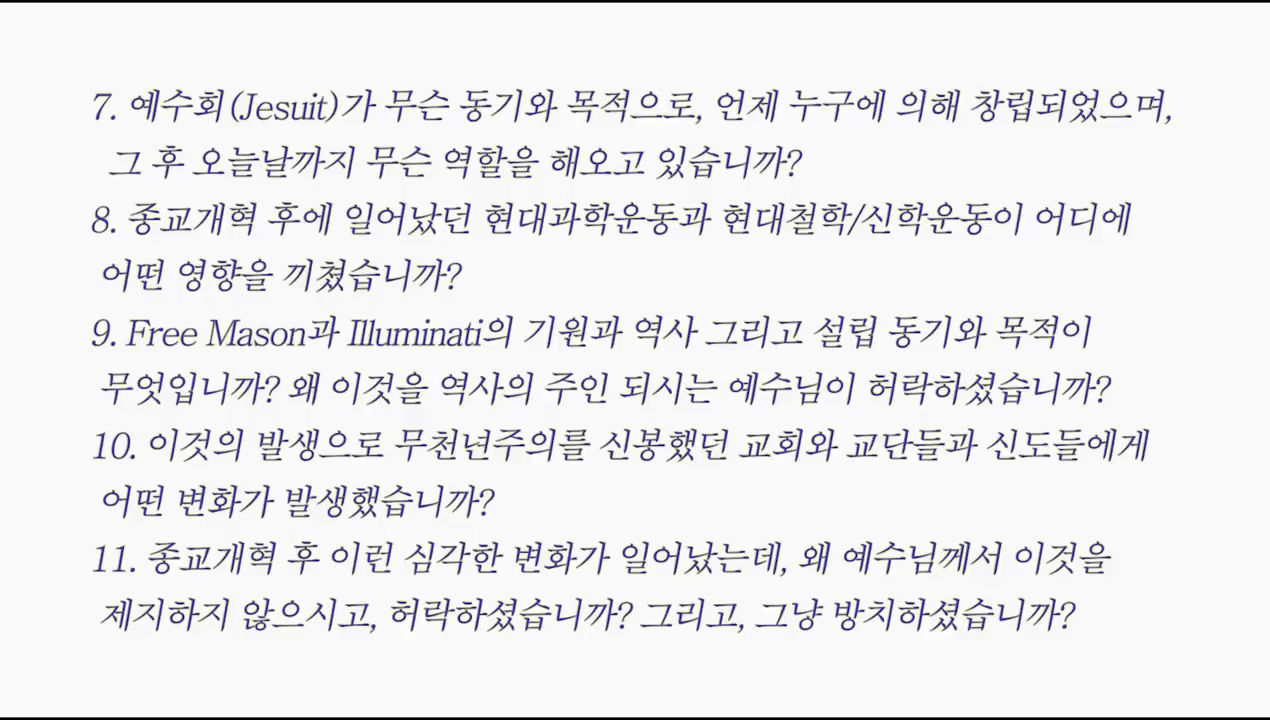 7. 예수회(Jesuit)가 무슨 동기와 목적으로, 언제 누구에 의해 창립되었으며,
그 후 오늘날까지 무슨 역할을 해오고 있습니까?
8. 종교개혁 후에 일어났던 현대과학운동과 현대철학/신학운동이 어디에
어떤 영향을 끼쳤습니까?
9. Free Mason과 Illuminati의 기원과 역사 그리고 설립 동기와 목적이
무엇입니까? 왜 이것을 역사의 주인 되시는 예수님이 허락하셨습니까?
10. 이것의 발생으로 무천년주의를 신봉했던 교회와 교단들과 신도들에게
어떤 변화가 발생했습니까?
11. 종교개혁 후 이런 심각한 변화가 일어났는데, 왜 예수님께서 이것을
제지하지 않으시고, 허락하셨습니까? 그리고, 그냥 방치하셨습니까?